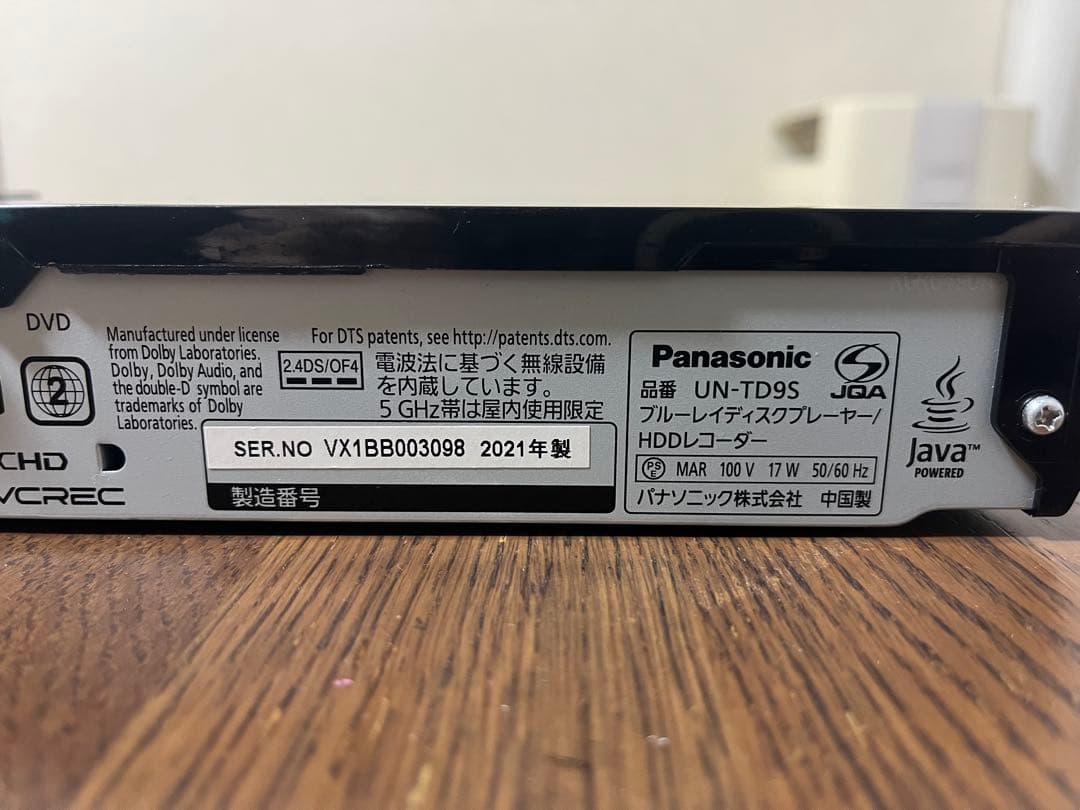 DVD
2
CHD
VCREC
Manufactured under license
from Dolby Laboratories.
Dolby, Dolby Audio, and
the double-D symbol are
trademarks of Dolby
Laboratories.
For DTS patents, see http://patents.dts.com.
2.4DS/OF4
電波法に基づく無線設備
を内蔵しています。
5 GHz帯は屋内使用限定
SER.NO VX1BB003098 2021年製
製造番号
Panasonic
品番 UN-TD9S
JQA
ブルーレイディスクプレーヤー/
HDDレコーダー
PSE MAR 100 V 17 W 50/60 Hz
パナソニック株式会社 中国製
Java™
POWERED